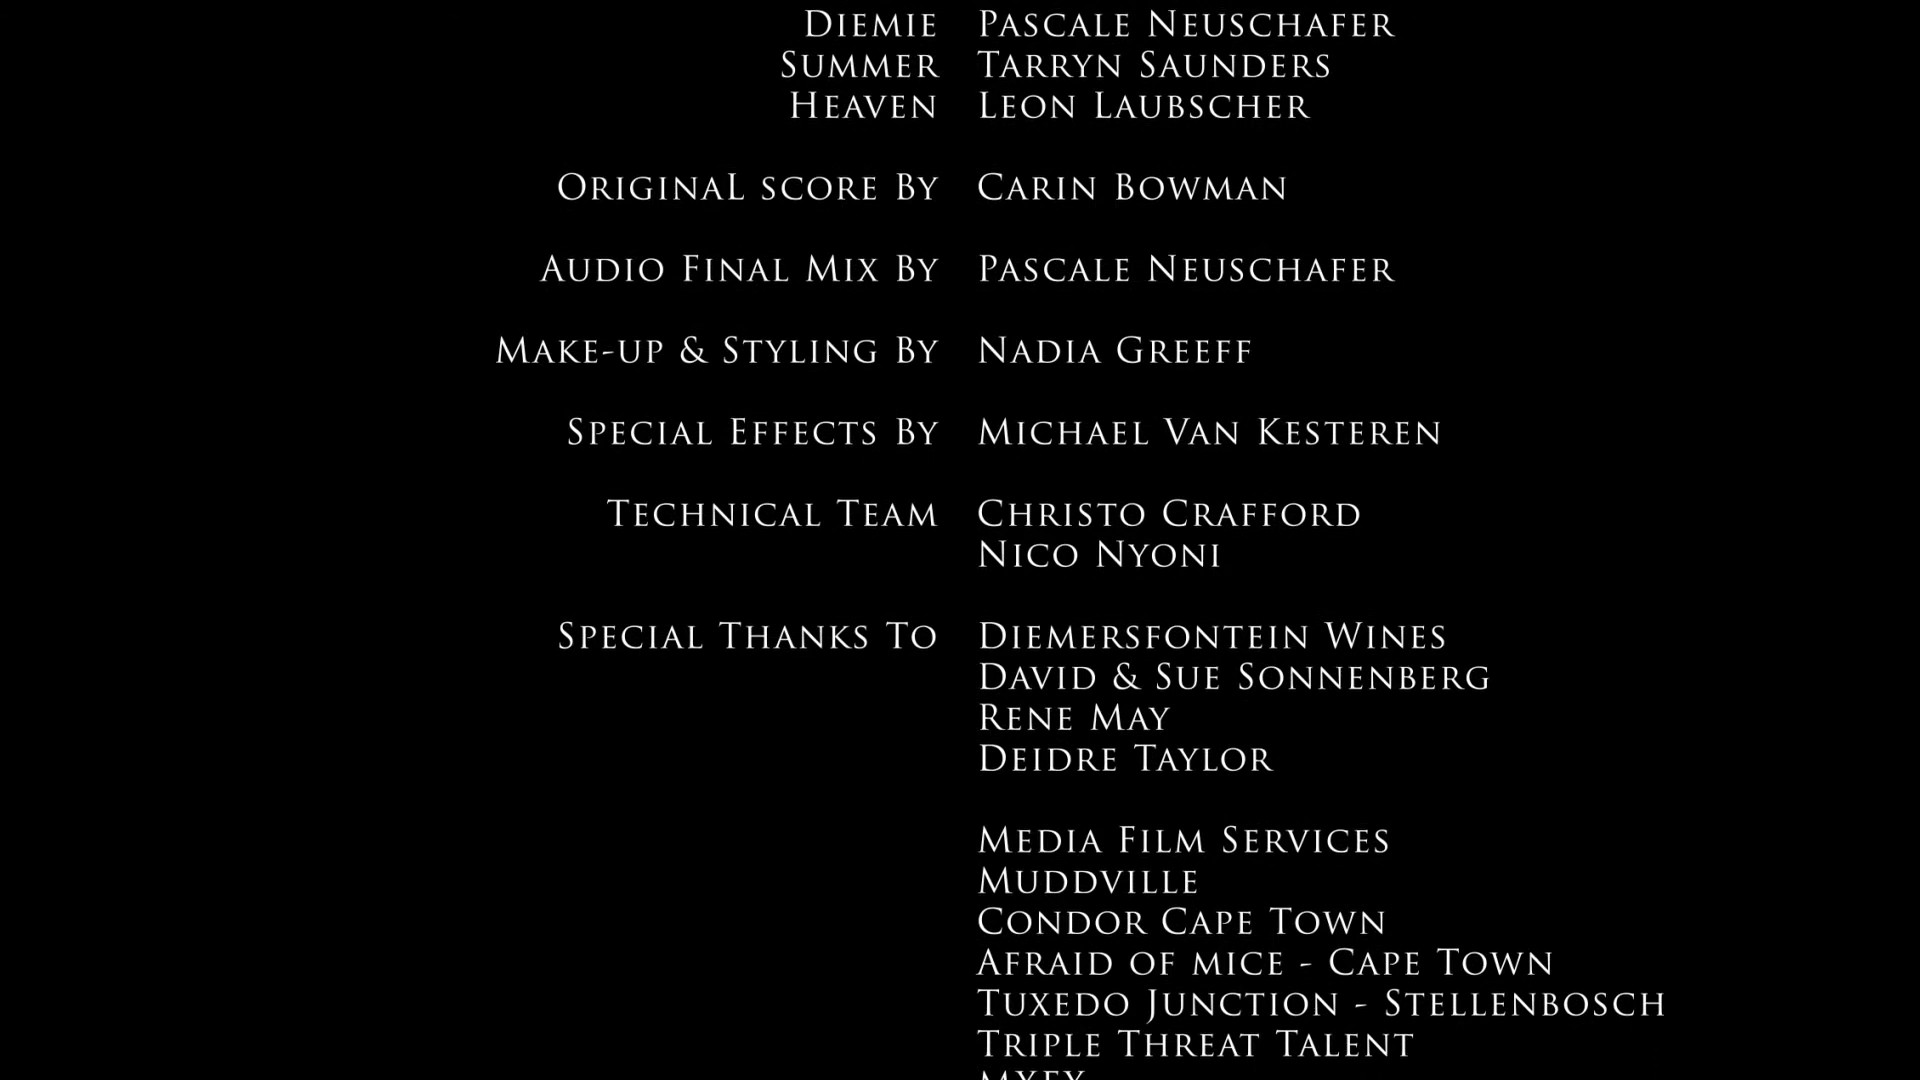 Diemie Pascale Neuschafer
Summer Tarryn Saunders
Heaven Leon Laubscher
OriginaL score By Carin Bowman
Audio Final Mix By Pascale Neuschafer
Make-up & Styling By Nadia Greeff
Special Effects By Michael Van Kesteren
Technical Team Christo Crafford
Nico Nyoni
Special Thanks To Diemersfontein Wines
David & Sue Sonnenberg
Rene May
Deidre Taylor
Media Film Services
Muddville
Condor Cape Town
Afraid of mice - Cape Town
Tuxedo Junction - Stellenbosch
Triple Threat Talent